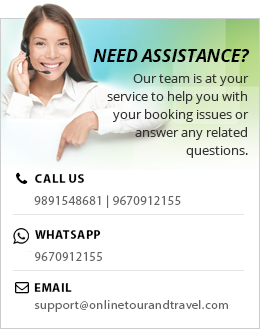 NEED ASSISTANCE?
Our team is at your
service to help you with
your booking issues or
answer any related
questions.
CALL US
9891548681 | 9670912155
WHATSAPP
9670912155
EMAIL
support@onlinetourandtravel.com